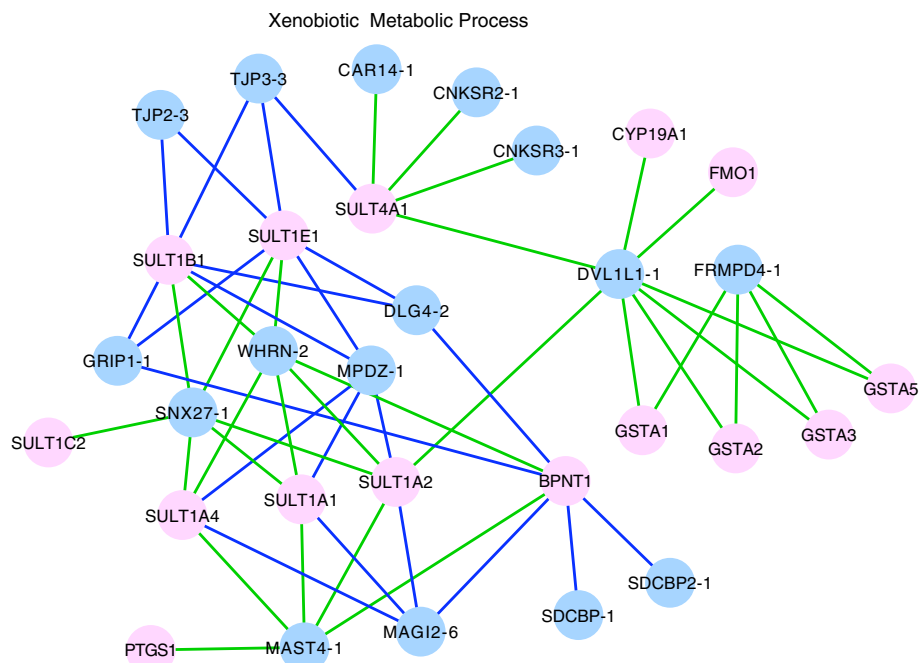 Xenobiotic Metabolic Process
TJP3-3
CAR14-1
CNKSR2-1
TJP2-3
CYP19A1
CNKSR3-1
FMO1
SULT4A1
SULT1E1
SULT1B1
DVL1L1-1
FRMPD4-1
DLG4-2
WHRN-2
GRIP1-1
MPDZ-1
GSTA5
SNX27-1
GSTA1
GSTA3
SULT1C2
GSTA2
SULT1A2
BPNT1
SULT1A1
SULT1A4
SDCBP2-1
SDCBP-1
MAGI2-6
MAST4-1
PTGS1